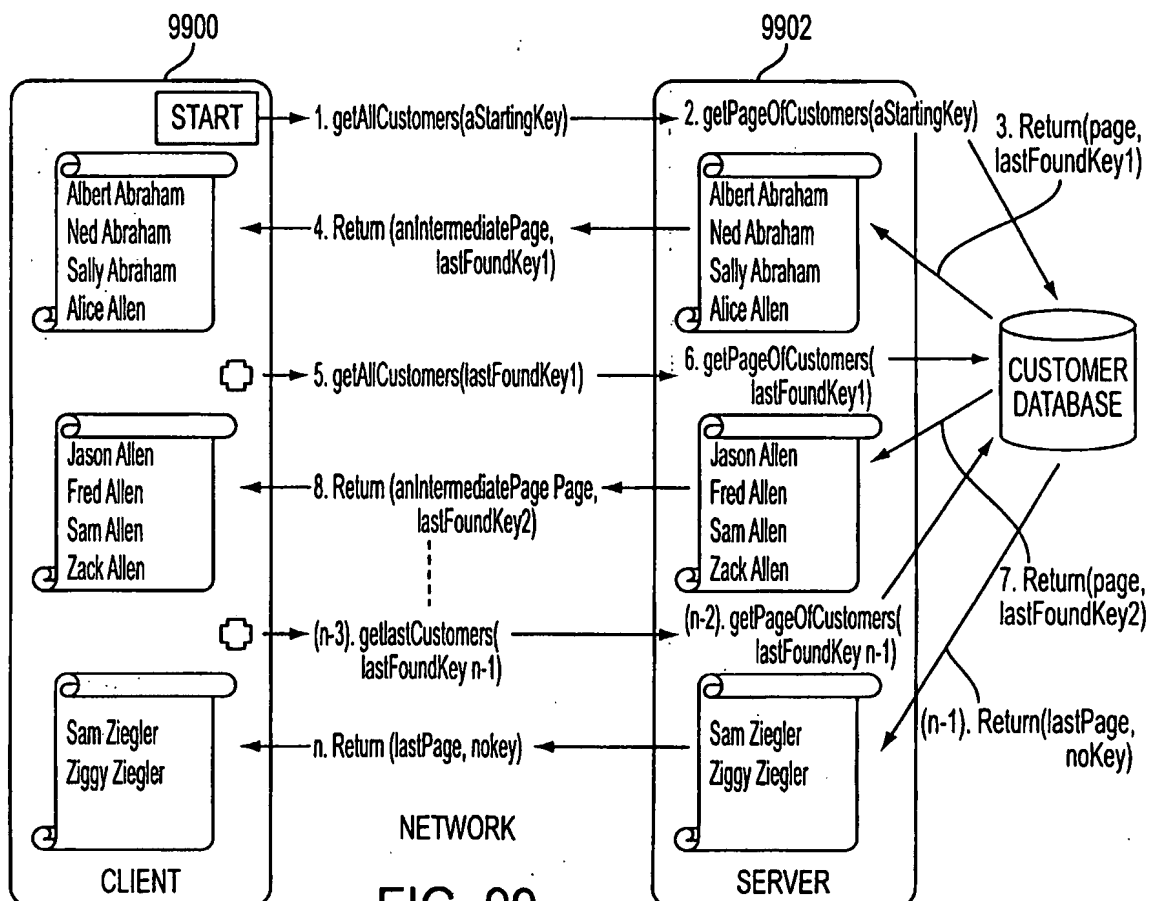 9900
9902
START
1. getAllCustomers(aStartingKey)
2. getPageOfCustomers(aStartingKey)
3. Return(page,
lastFoundKey1)
Albert Abraham
Ned Abraham
Sally Abraham
Alice Allen
4. Return (anIntermediatePage,
lastFoundKey1)
Albert Abraham
Ned Abraham
Sally Abraham
Alice Allen
5. getAllCustomers(lastFoundKey1)
6. getPageOfCustomers(
lastFoundKey1)
CUSTOMER
DATABASE
Jason Allen
Fred Allen
Sam Allen
Zack Allen
8. Return (anIntermediatePage Page,
lastFoundKey2)
Jason Allen
Fred Allen
Sam Allen
Zack Allen
7. Return(page,
lastFoundKey2)
(n-3). getlastCustomers(
lastFoundKey n-1)
(n-2). getPageOfCustomers(
lastFoundKey n-1)
Sam Ziegler
Ziggy Ziegler
n. Return (lastPage, nokey)
Sam Ziegler
Ziggy Ziegler
(n-1). Return(lastPage,
noKey)
NETWORK
CLIENT
SERVER
FIG. 99